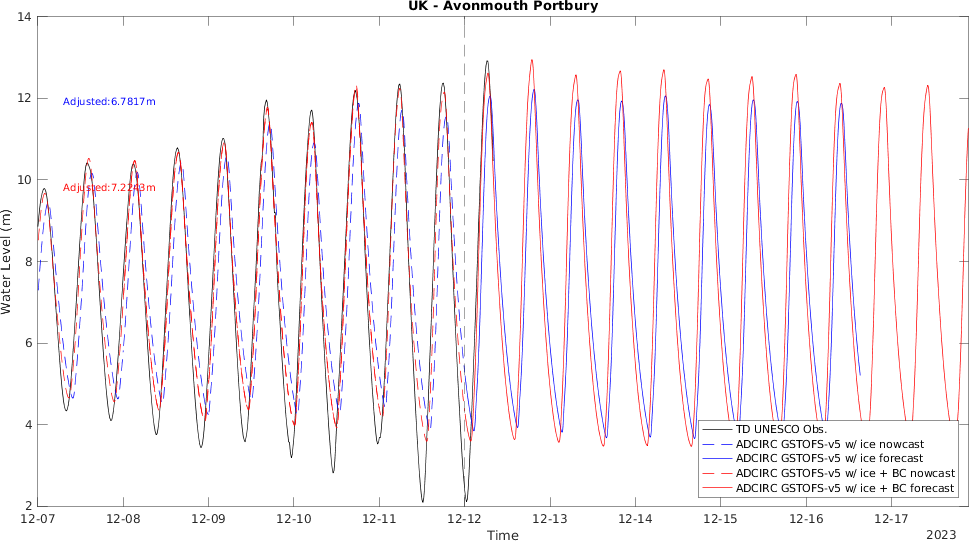 UK - Avonmouth Portbury
14
12
10
8
6
4
2
Water Level (m)
Adjusted:6.7817m
Adjusted:7.2243m
TD UNESCO Obs.
ADCIRC GSTOFS-v5 w/ ice nowcast
ADCIRC GSTOFS-v5 w/ ice forecast
ADCIRC GSTOFS-v5 w/ ice + BC nowcast
ADCIRC GSTOFS-v5 w/ ice + BC forecast
12-07 12-08 12-09 12-10 12-11 12-12 12-13 12-14 12-15 12-16 12-17
Time
2023